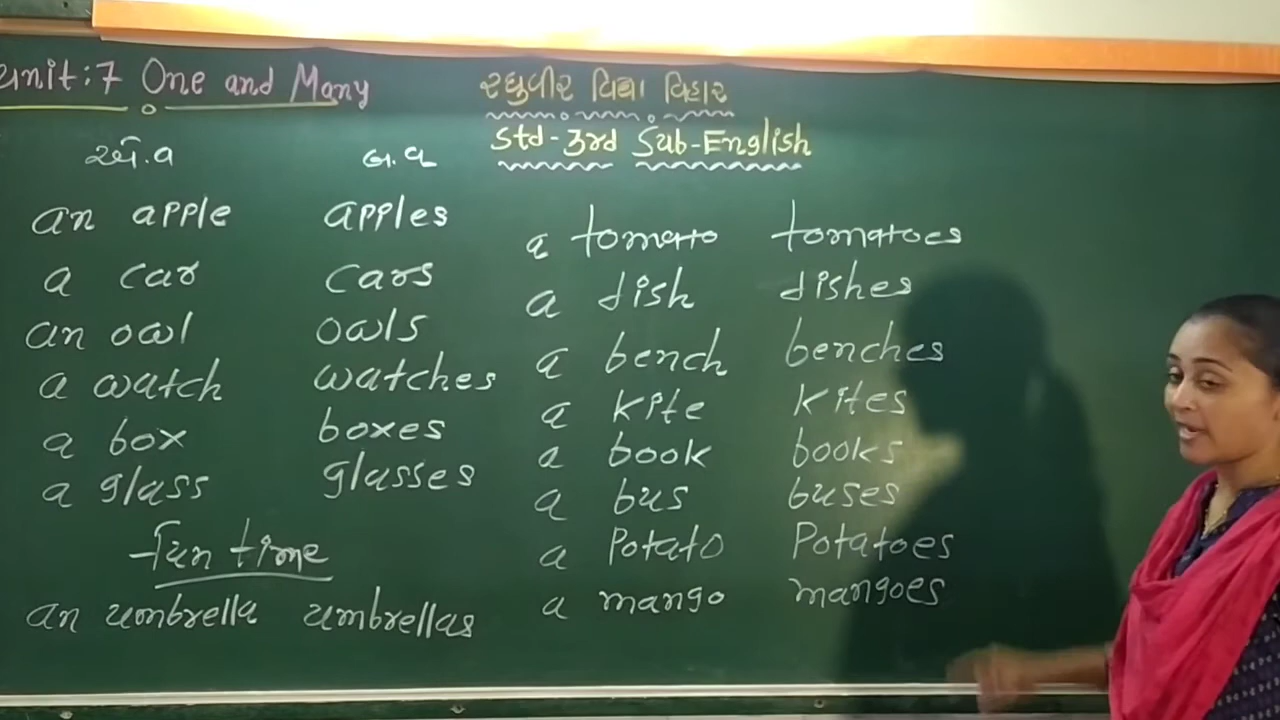 Unit:7 One and Many
રઘુવીર વિદ્યા વિહાર
Std-3rd Sub-English
એ.વ બ.વ
an apple apples
a car cars
an owl owls
a watch watches
a box boxes
a glass glasses
Fun time
an umbrella umbrellas
a tomato tomatoes
a dish dishes
a bench benches
a kite kites
a book books
a bus buses
a Potato Potatoes
a mango mangoes